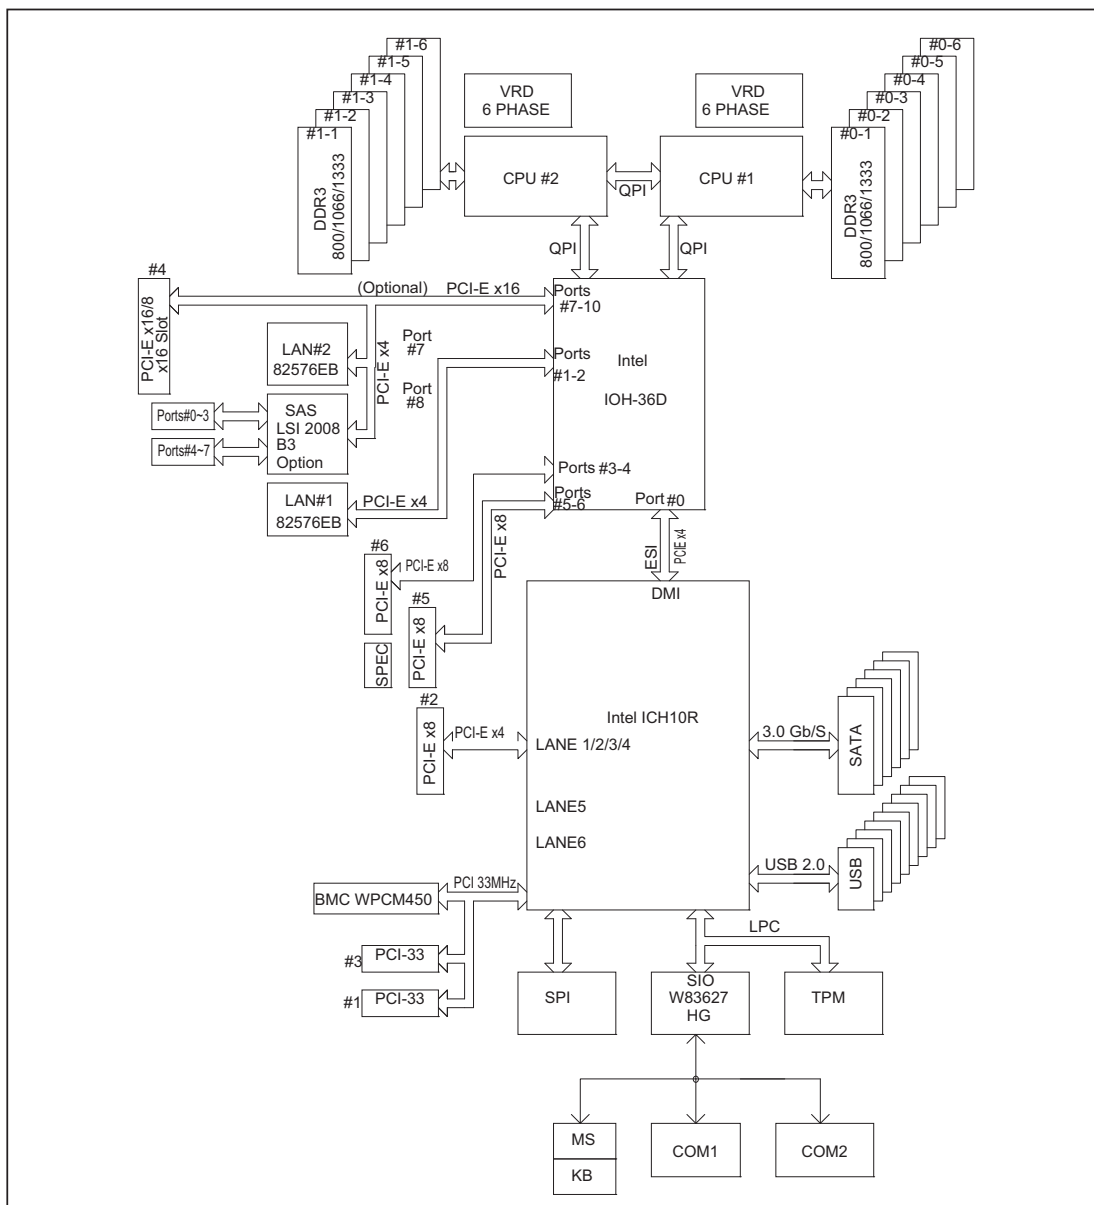 #1-6
#1-5
#1-4
#1-3
#1-2
#1-1
DDR3
800/1066/1333
VRD
6 PHASE
VRD
6 PHASE
#0-6
#0-5
#0-4
#0-3
#0-2
#0-1
DDR3
800/1066/1333
CPU #2
QPI
CPU #1
QPI
QPI
#4
PCI-E x16/8
x16 Slot
(Optional)
PCI-E x16
Ports
#7-10
LAN#2
82576EB
PCI-E x4
Port
#7
Port
#8
Ports
#1-2
Intel
IOH-36D
Ports#0~3
Ports#4~7
SAS
LSI 2008
B3
Option
LAN#1
82576EB
PCI-E x4
Ports #3-4
Ports
#5-6
Port #0
PCI-E x8
ESI
PCIE x4
#6
PCI-E x8
PCI-E x8
#5
PCI-E x8
SPEC
DMI
#2
PCI-E x8
PCI-E x4
Intel ICH10R
LANE 1/2/3/4
LANE5
LANE6
3.0 Gb/S
SATA
USB 2.0
USB
BMC WPCM450
PCI 33MHz
#3
PCI-33
#1
PCI-33
LPC
SPI
SIO
W83627
HG
TPM
MS
KB
COM1
COM2